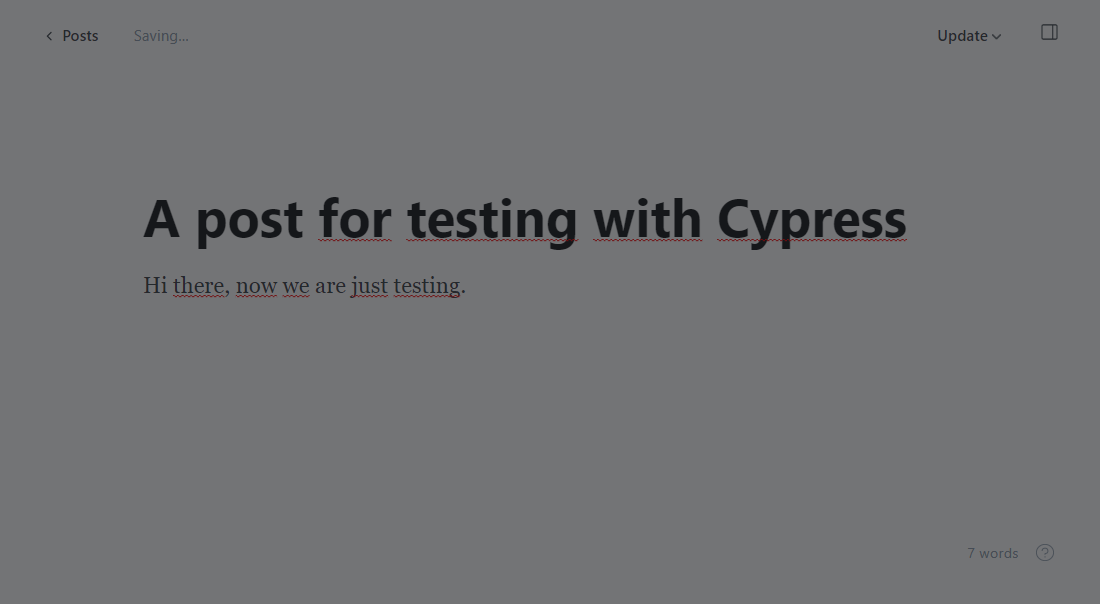 Posts
Saving...
Update
A post for testing with Cypress
Hi there, now we are just testing.
7 words
?